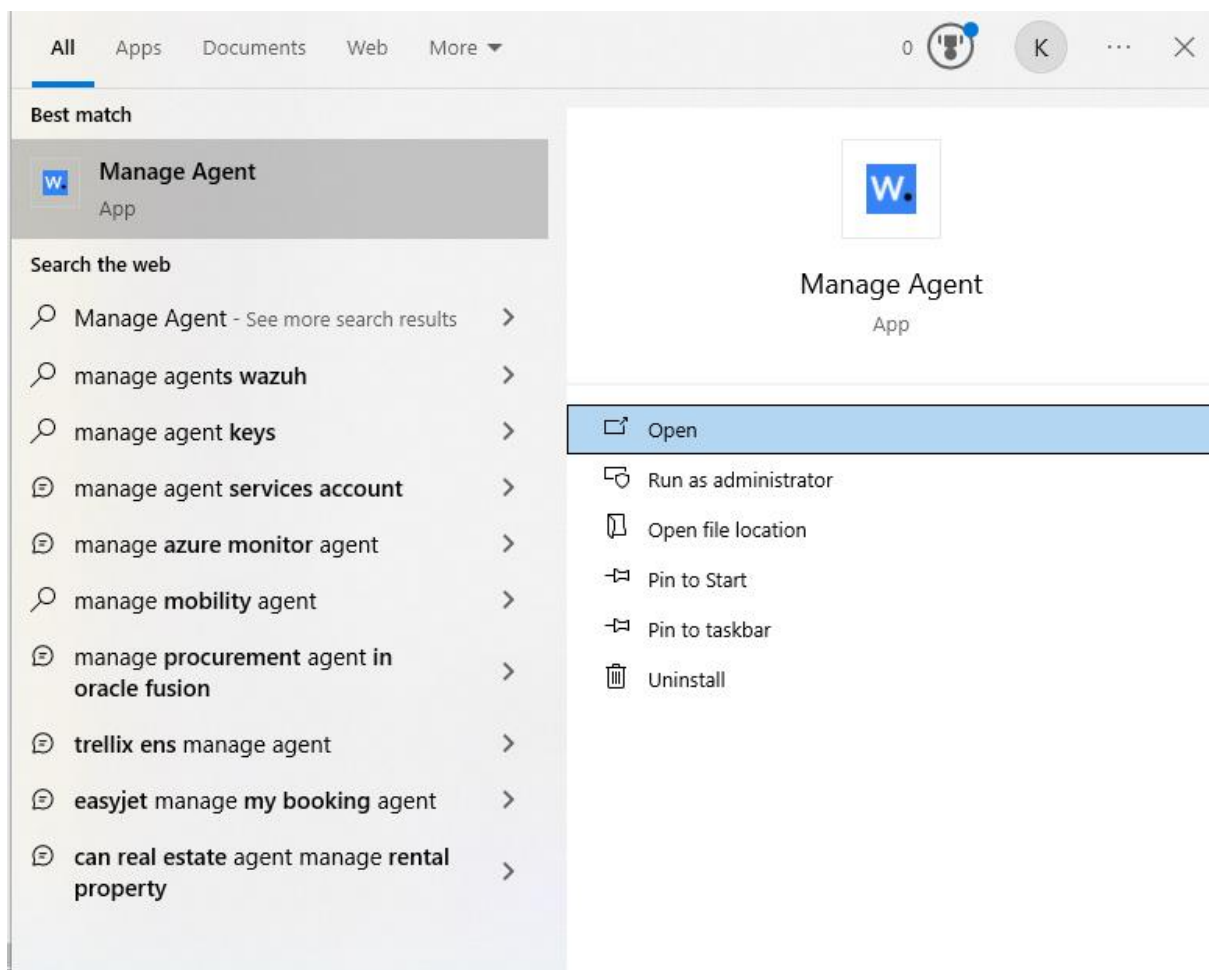 All Apps Documents Web More 0 K ...
Best match
W. Manage Agent
App
Search the web
Manage Agent - See more search results
manage agents wazuh
manage agent keys
manage agent services account
manage azure monitor agent
manage mobility agent
manage procurement agent in
oracle fusion
trellix ens manage agent
easyjet manage my booking agent
can real estate agent manage rental
property
W.
Manage Agent
App
Open
Run as administrator
Open file location
Pin to Start
Pin to taskbar
Uninstall